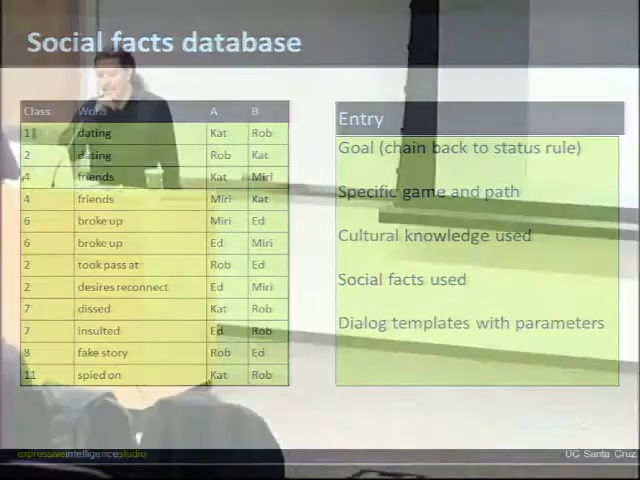 Social facts database
Class Word A B
1 dating Kat Rob
2 dating Rob Kat
4 friends Kat Miri
4 friends Miri Kat
6 broke up Miri Ed
6 broke up Ed Miri
2 took pass at Rob Ed
2 desires reconnect Ed Miri
7 dissed Kat Rob
7 insulted Ed Rob
8 fake story Rob Ed
11 spied on Kat Rob
Entry
Goal (chain back to status rule)
Specific game and path
Cultural knowledge used
Social facts used
Dialog templates with parameters
expressiveintelligencestudio
UC Santa Cruz